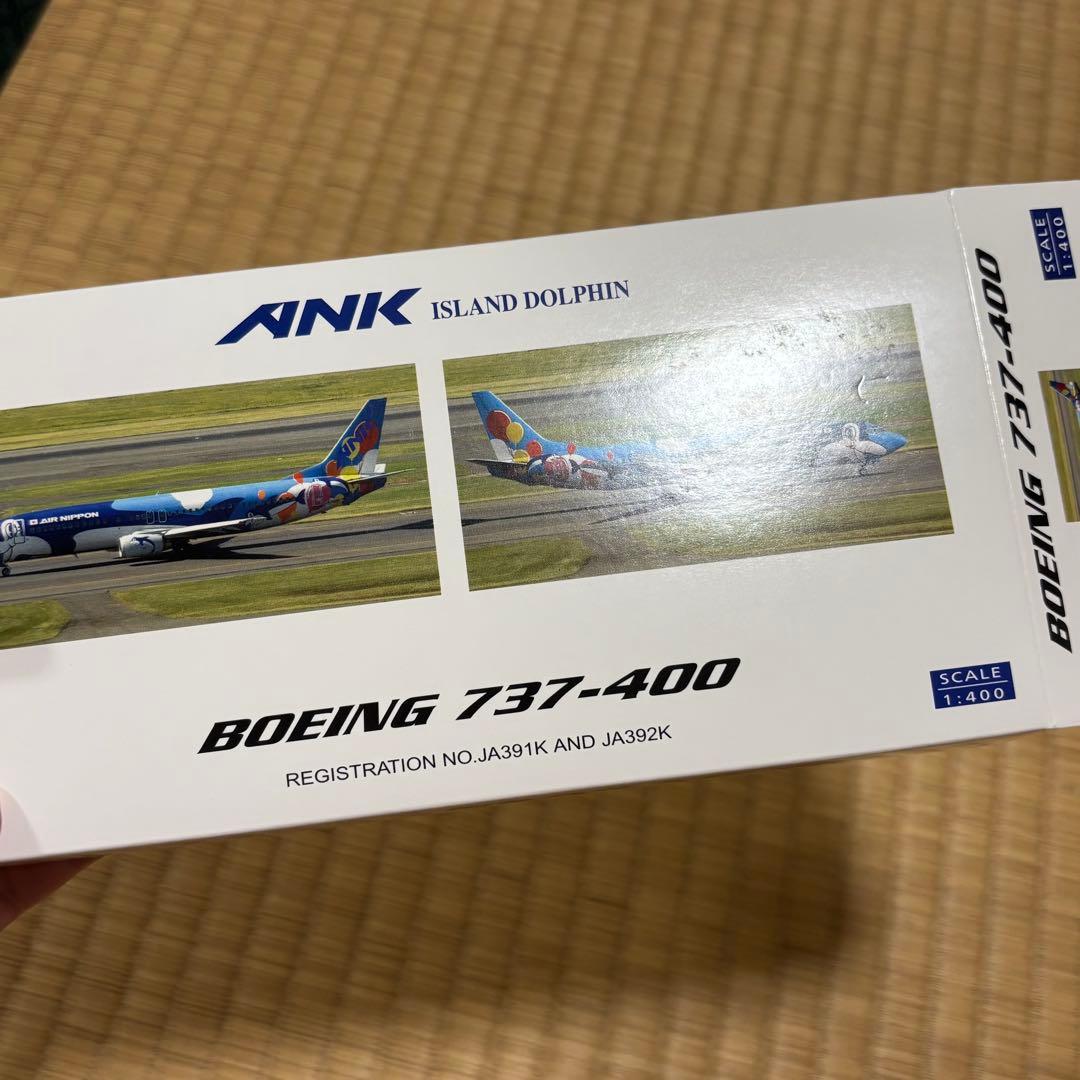 ANK ISLAND DOLPHIN
AIR NIPPON
BOEING 737-400
REGISTRATION NO.JA391K AND JA392K
SCALE
1:400
BOEING 737-400
SCALE
1:400